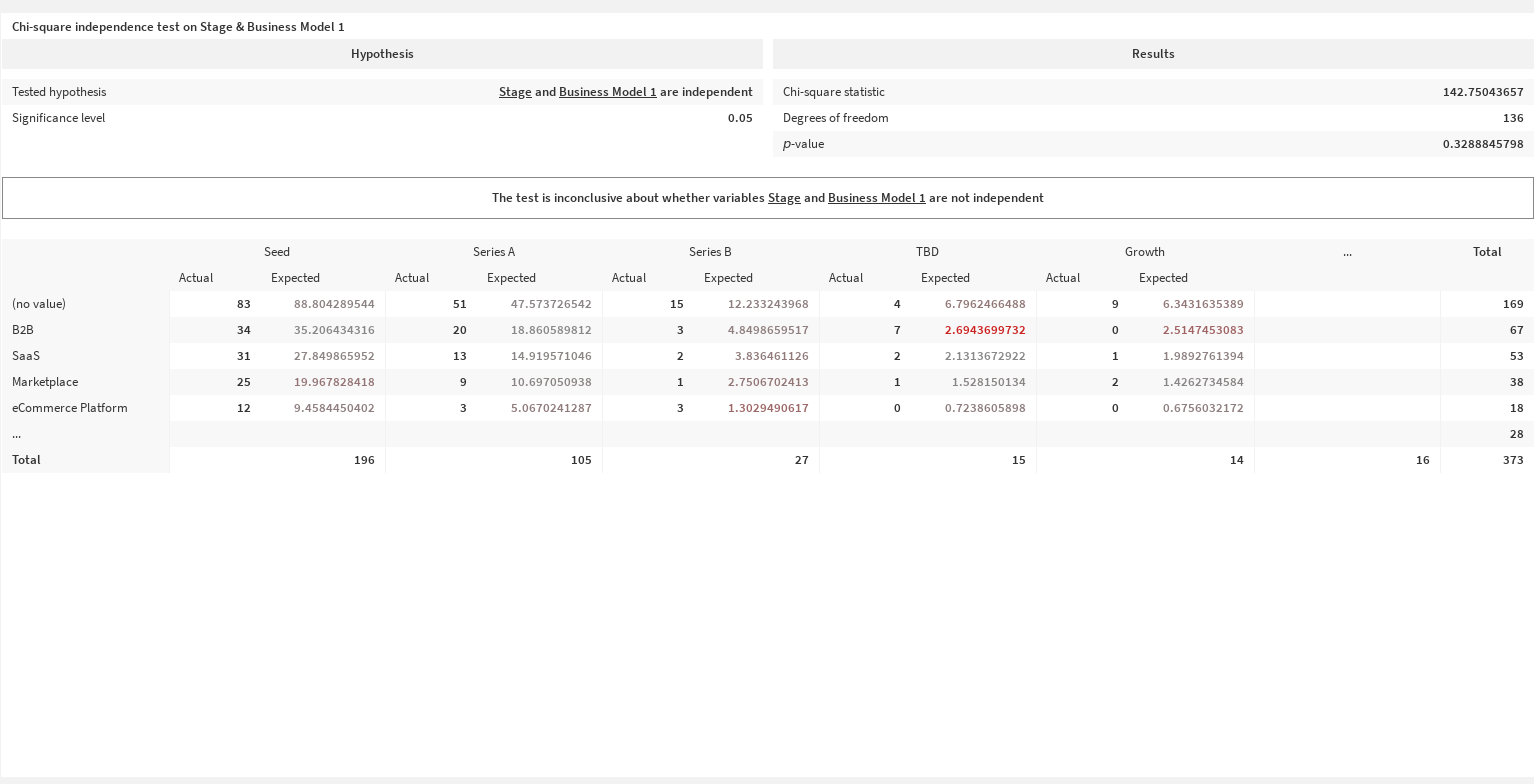 Chi-square independence test on Stage & Business Model 1
Hypothesis
Results
Tested hypothesis Stage and Business Model 1 are independent
Chi-square statistic 142.75043657
Significance level 0.05
Degrees of freedom 136
p-value 0.3288845798
The test is inconclusive about whether variables Stage and Business Model 1 are not independent
Seed Series A Series B TBD Growth ... Total
Actual Expected Actual Expected Actual Expected Actual Expected Actual Expected
(no value) 83 88.804289544 51 47.573726542 15 12.233243968 4 6.7962466488 9 6.3431635389 169
B2B 34 35.206434316 20 18.860589812 3 4.8498659517 7 2.6943699732 0 2.5147453083 67
SaaS 31 27.849865952 13 14.919571046 2 3.836461126 2 2.1313672922 1 1.9892761394 53
Marketplace 25 19.967828418 9 10.697050938 1 2.7506702413 1 1.528150134 2 1.4262734584 38
eCommerce Platform 12 9.4584450402 3 5.0670241287 3 1.3029490617 0 0.7238605898 0 0.6756032172 18
... 28
Total 196 105 27 15 14 16 373